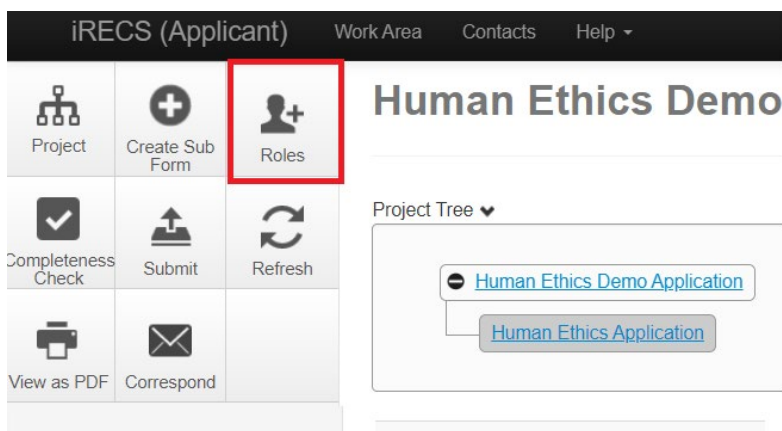 iRECS (Applicant) Work Area Contacts Help
Project
Create Sub
Form
Roles
Completeness
Check
Submit
Refresh
View as PDF
Correspond
Human Ethics Demo
Project Tree
Human Ethics Demo Application
Human Ethics Application